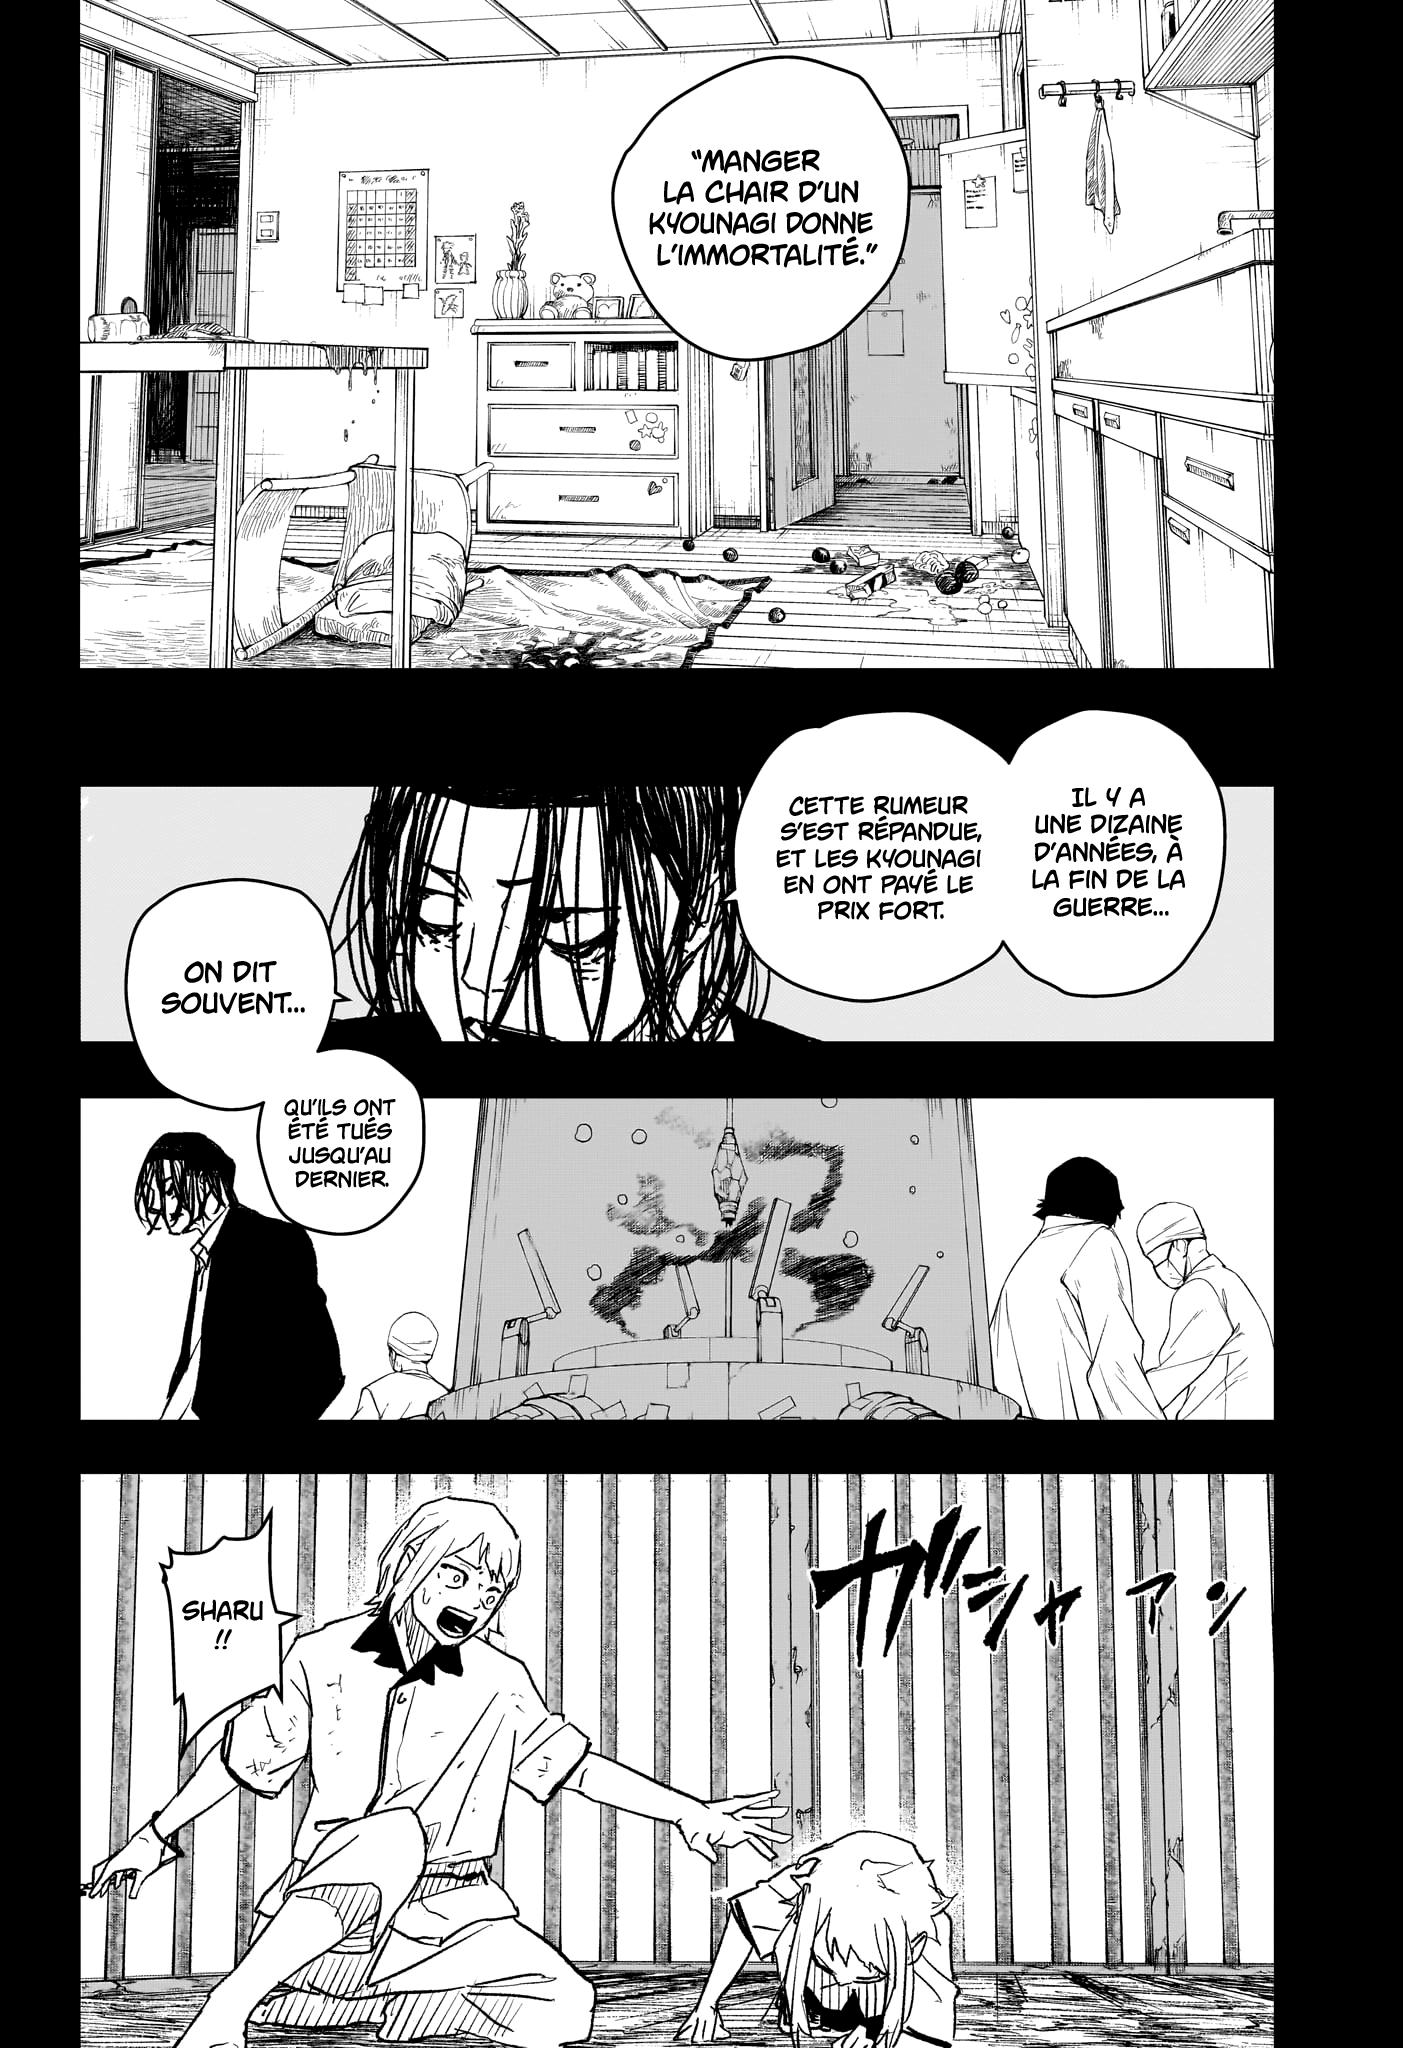 “MANGER
LA CHAIR D’UN
KYOUNAGI DONNE
L’IMMORTALITÉ.”
IL Y A
UNE DIZAINE
D’ANNÉES, À
LA FIN DE LA
GUERRE...
CETTE RUMEUR
S’EST RÉPANDUE,
ET LES KYOUNAGI
EN ONT PAYÉ LE
PRIX FORT.
ON DIT
SOUVENT...
QU’ILS ONT
ÉTÉ TUÉS
JUSQU’AU
DERNIER.
ガシャァン
SHARU
!!